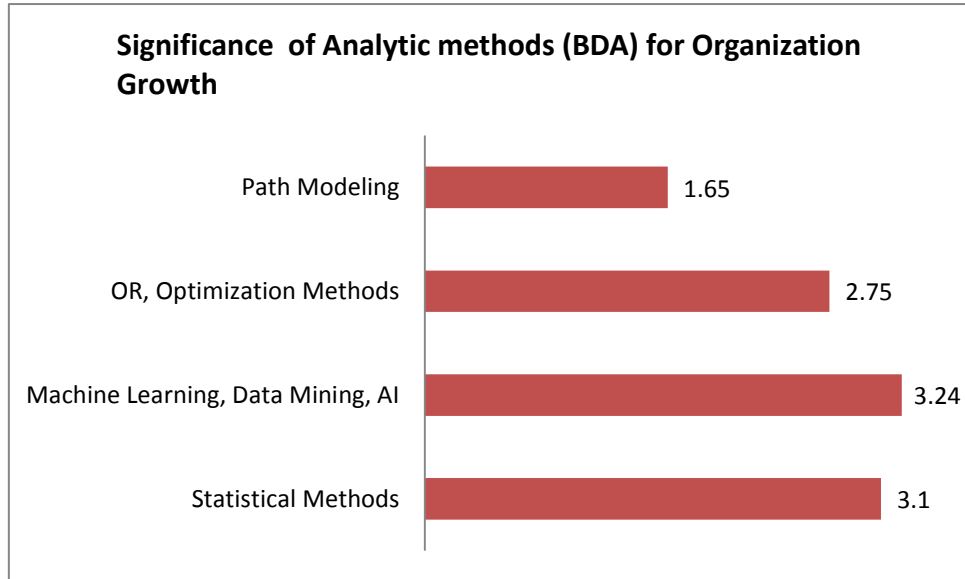 Significance  of Analytic methods (BDA) for Organization
Growth
Path Modeling
1.65
OR, Optimization Methods
2.75
Machine Learning, Data Mining, AI
3.24
Statistical Methods
3.1